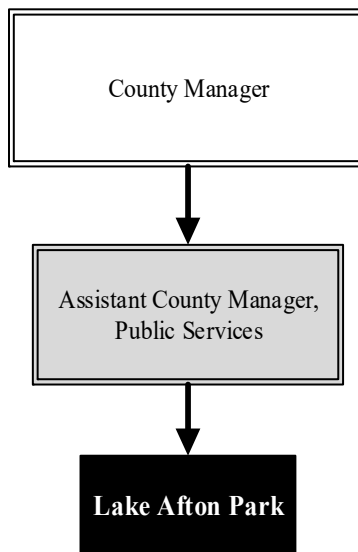 County Manager
Assistant County Manager,
Public Services
Lake Afton Park